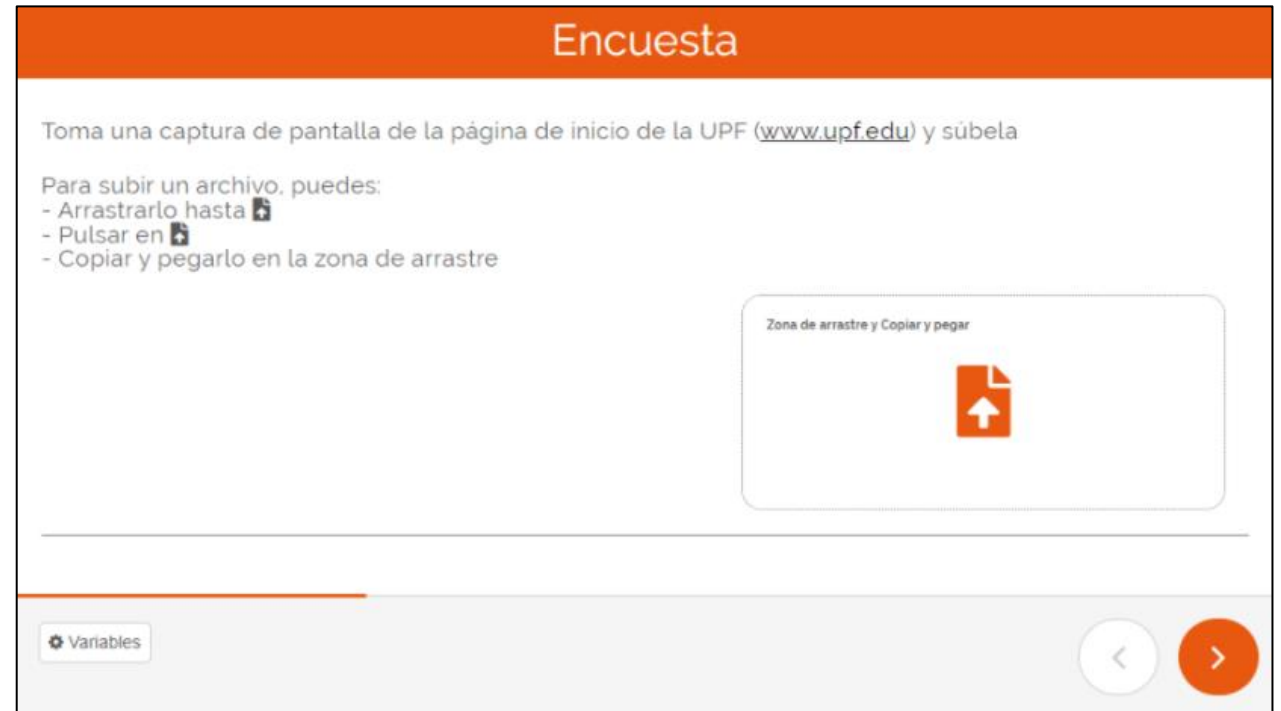 Encuesta
Toma una captura de pantalla de la página de inicio de la UPF (www.upf.edu) y súbela
Para subir un archivo, puedes:
- Arrastrarlo hasta
- Pulsar en
- Copiar y pegarlo en la zona de arrastre
Zona de arrastre y Copiar y pegar
Variables